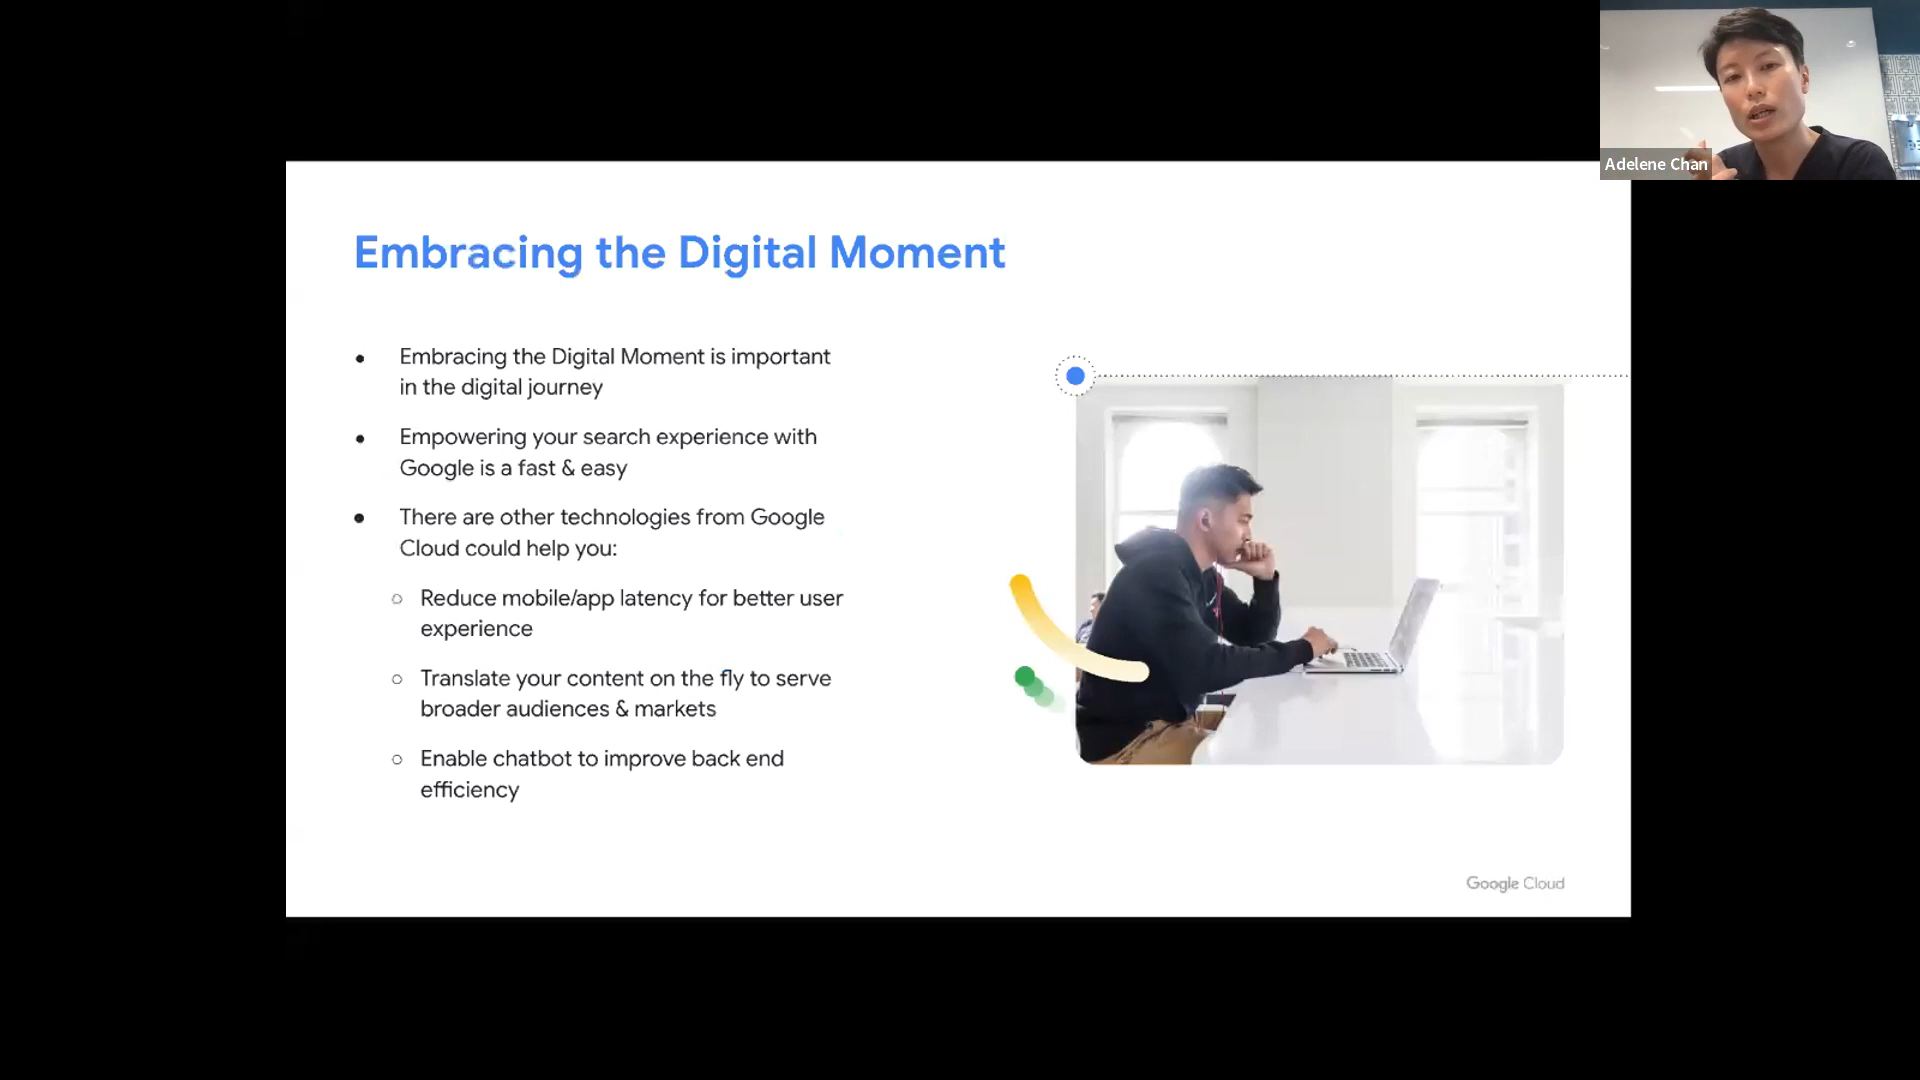 Adelene Chan
Embracing the Digital Moment
Embracing the Digital Moment is important
in the digital journey
Empowering your search experience with
Google is a fast & easy
There are other technologies from Google
Cloud could help you:
Reduce mobile/app latency for better user
experience
Translate your content on the fly to serve
broader audiences & markets
Enable chatbot to improve back end
efficiency
Google Cloud